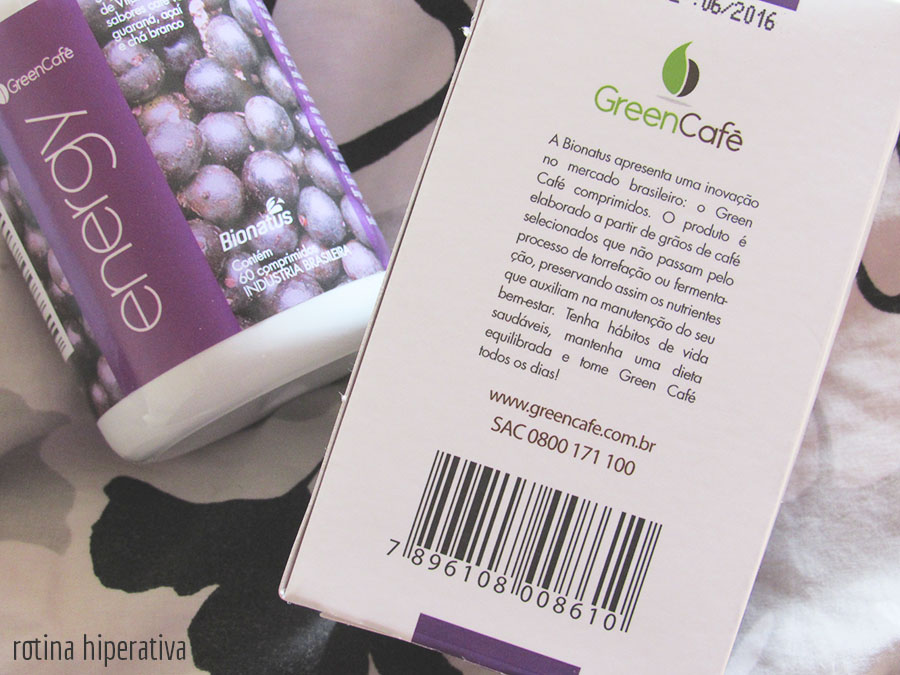 sabores café
guaraná, açaí
e chá branco
GreenCafé
energy
Bionatus
Contém
60 comprimidos
INDÚSTRIA BRASILEIRA
06/2016
GreenCafé
A Bionatus apresenta uma inovação
no mercado brasileiro: o Green
Café comprimidos. O produto é
elaborado a partir de grãos de café
selecionados que não passam pelo
processo de torrefação ou fermenta-
ção, preservando assim os nutrientes
que auxiliam na manutenção do seu
bem-estar. Tenha hábitos de vida
saudáveis, mantenha uma dieta
equilibrada e tome Green Café
todos os dias!
www.greencafe.com.br
SAC 0800 171 100
7 896108 008610
rotina hiperativa